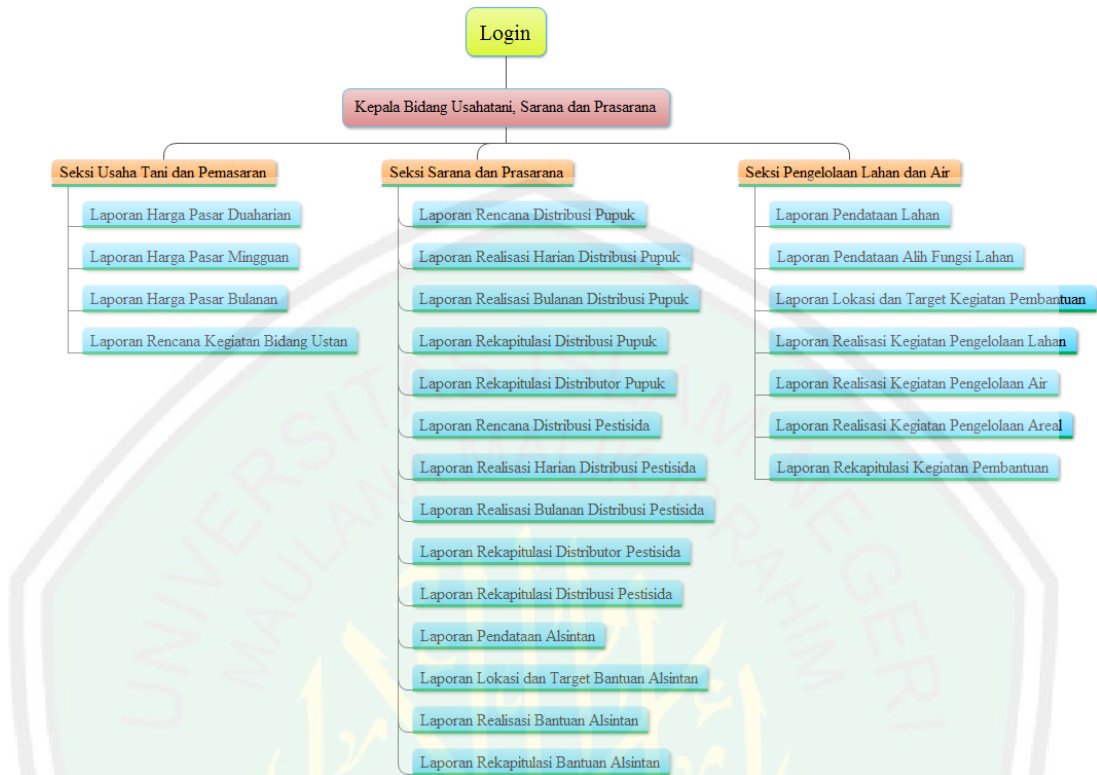 Login
Kepala Bidang Usahatani, Sarana dan Prasarana
Seksi Usaha Tani dan Pemasaran
Laporan Harga Pasar Duaharian
Laporan Harga Pasar Mingguan
Laporan Harga Pasar Bulanan
Laporan Rencana Kegiatan Bidang Ustan
Seksi Sarana dan Prasarana
Laporan Rencana Distribusi Pupuk
Laporan Realisasi Harian Distribusi Pupuk
Laporan Realisasi Bulanan Distribusi Pupuk
Laporan Rekapitulasi Distribusi Pupuk
Laporan Rekapitulasi Distributor Pupuk
Laporan Rencana Distribusi Pestisida
Laporan Realisasi Harian Distribusi Pestisida
Laporan Realisasi Bulanan Distribusi Pestisida
Laporan Rekapitulasi Distributor Pestisida
Laporan Rekapitulasi Distribusi Pestisida
Laporan Pendataan Alsintan
Laporan Lokasi dan Target Bantuan Alsintan
Laporan Realisasi Bantuan Alsintan
Laporan Rekapitulasi Bantuan Alsintan
Seksi Pengelolaan Lahan dan Air
Laporan Pendataan Lahan
Laporan Pendataan Alih Fungsi Lahan
Laporan Lokasi dan Target Kegiatan Pembantuan
Laporan Realisasi Kegiatan Pengelolaan Lahan
Laporan Realisasi Kegiatan Pengelolaan Air
Laporan Realisasi Kegiatan Pengelolaan Areal
Laporan Rekapitulasi Kegiatan Pembantuan
UNIVERSITAS ISLAM NEGERI
MAULANA MALIK IBRAHIM